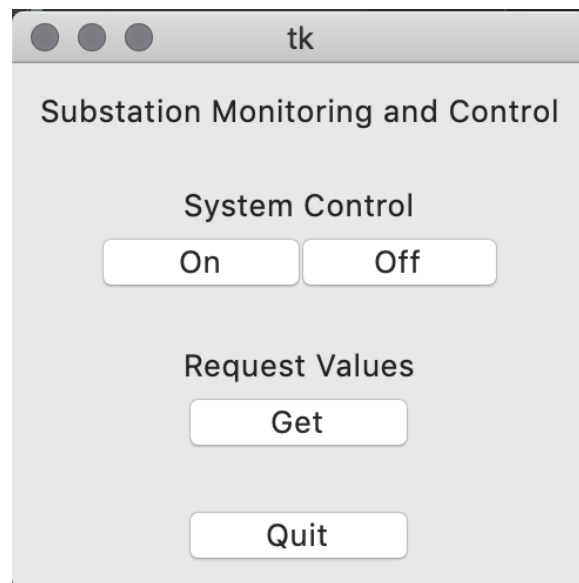 tk
Substation Monitoring and Control
System Control
On Off
Request Values
Get
Quit